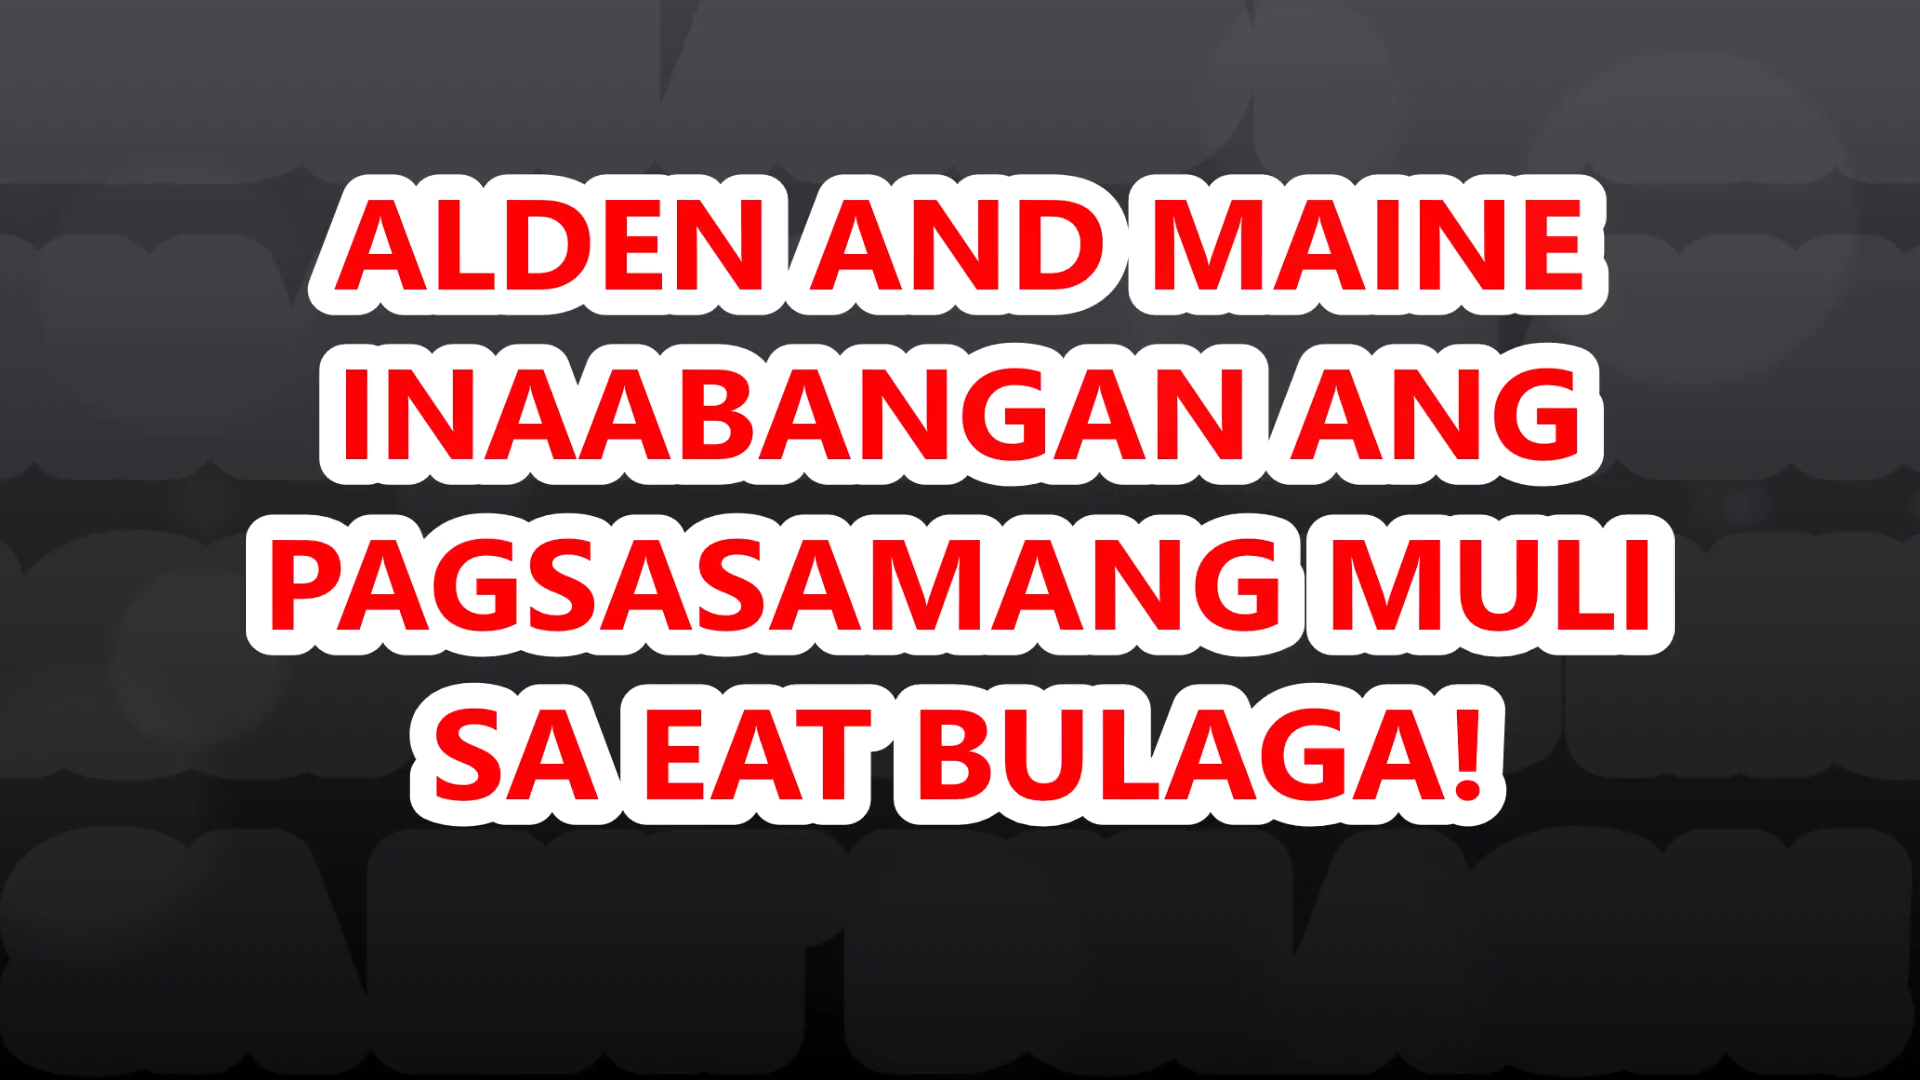 ALDEN AND MAINE
INAABANGAN ANG
PAGSASAMANG MULI
SA EAT BULAGA!